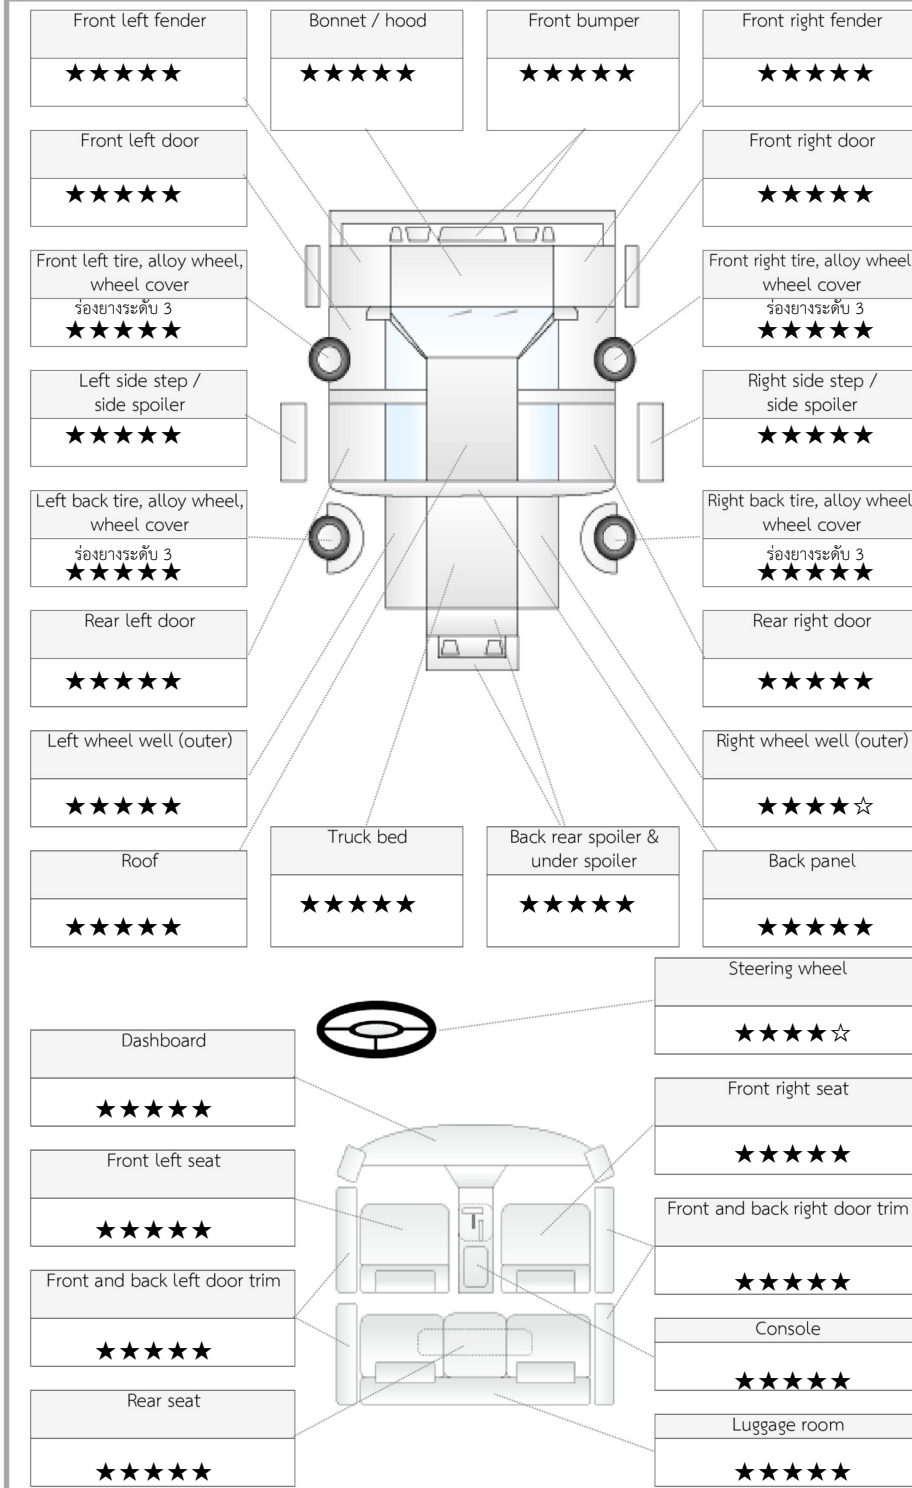 Front left fender
★★★★★
Bonnet / hood
★★★★★
Front bumper
★★★★★
Front right fender
★★★★★
Front left door
★★★★★
Front right door
★★★★★
Front left tire, alloy wheel,
wheel cover
ร่องยางระดับ 3
★★★★★
Front right tire, alloy wheel
wheel cover
ร่องยางระดับ 3
★★★★★
Left side step /
side spoiler
★★★★★
Right side step /
side spoiler
★★★★★
Left back tire, alloy wheel,
wheel cover
ร่องยางระดับ 3
★★★★★
Right back tire, alloy wheel
wheel cover
ร่องยางระดับ 3
★★★★★
Rear left door
★★★★★
Rear right door
★★★★★
Left wheel well (outer)
★★★★★
Right wheel well (outer)
★★★★☆
Roof
★★★★★
Truck bed
★★★★★
Back rear spoiler &
under spoiler
★★★★★
Back panel
★★★★★
Steering wheel
★★★★☆
Dashboard
★★★★★
Front right seat
★★★★★
Front left seat
★★★★★
Front and back right door trim
★★★★★
Front and back left door trim
★★★★★
Console
★★★★★
Rear seat
★★★★★
Luggage room
★★★★★